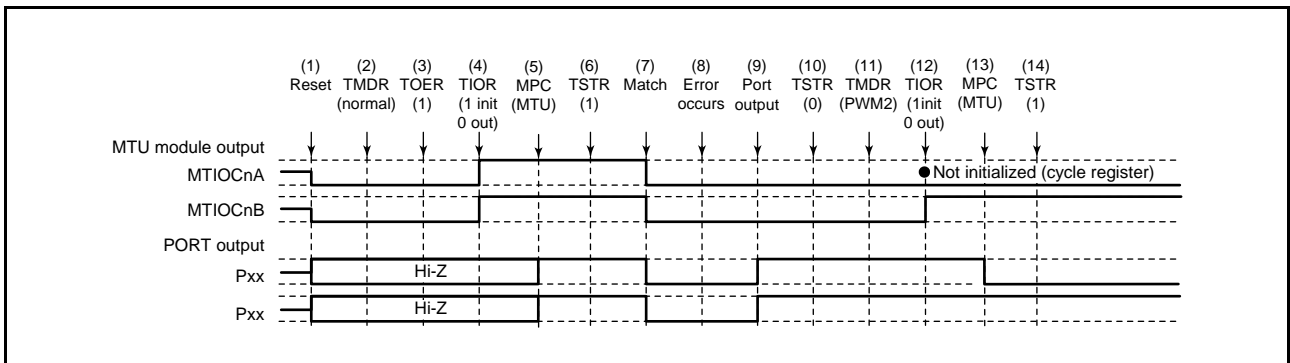 (1) (2) (3) (4) (5) (6) (7) (8) (9) (10) (11) (12) (13) (14)
Reset TMDR TOER TIOR MPC TSTR Match Error Port TSTR TMDR TIOR MPC TSTR
(normal) (1) (1 init (MTU) (1) occurs output (0) (PWM2) (1init (MTU) (1)
0 out) 0 out)
MTU module output
MTIOCnA
Not initialized (cycle register)
MTIOCnB
PORT output
Pxx
Hi-Z
Pxx
Hi-Z